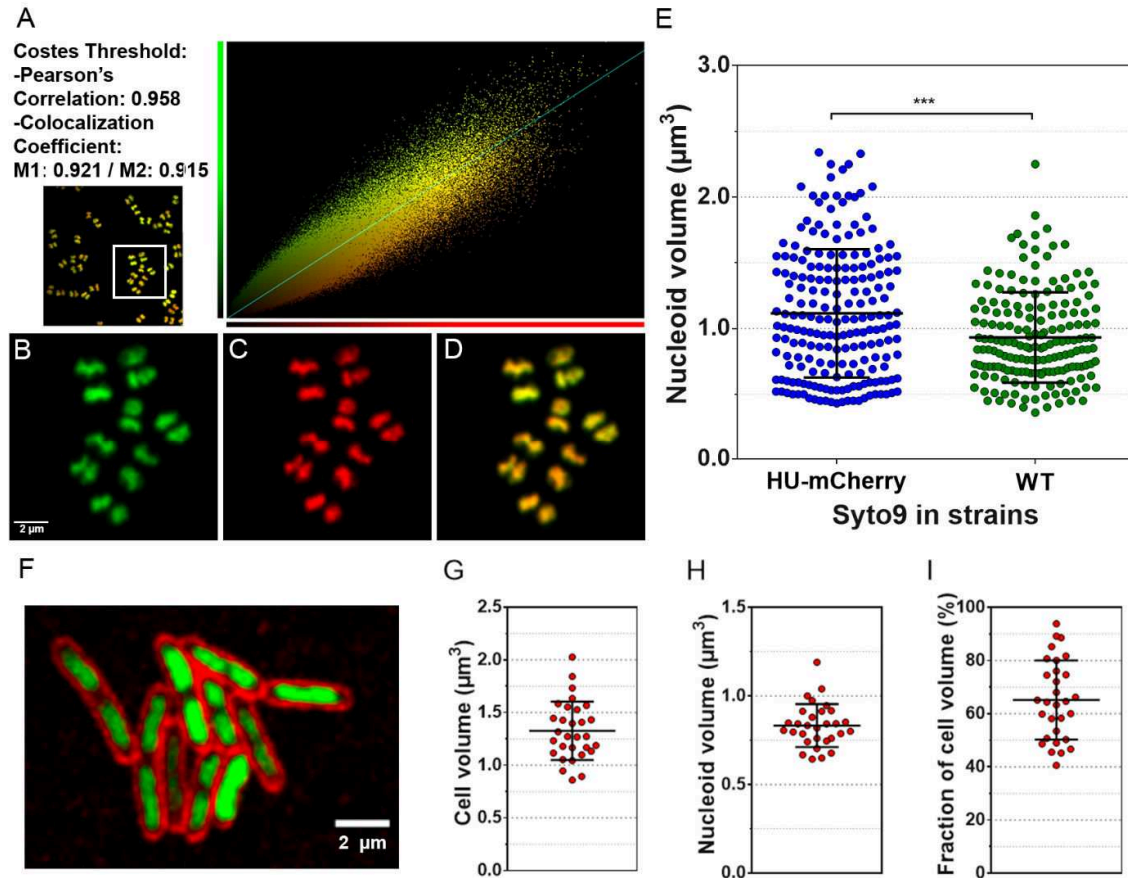 A
Costes Threshold:
-Pearson's
Correlation: 0.958
-Colocalization
Coefficient:
M1: 0.921 / M2: 0.915
B
2 µm
C
D
E
Nucleoid volume (µm³)
3.0
2.0
1.0
0.0
***
HU-mCherry
WT
Syto9 in strains
F
2 µm
G
Cell volume (µm³)
2.5
2.0
1.5
1.0
0.5
0.0
H
Nucleoid volume (µm³)
1.5
1.0
0.5
0.0
I
Fraction of cell volume (%)
100
80
60
40
20
0